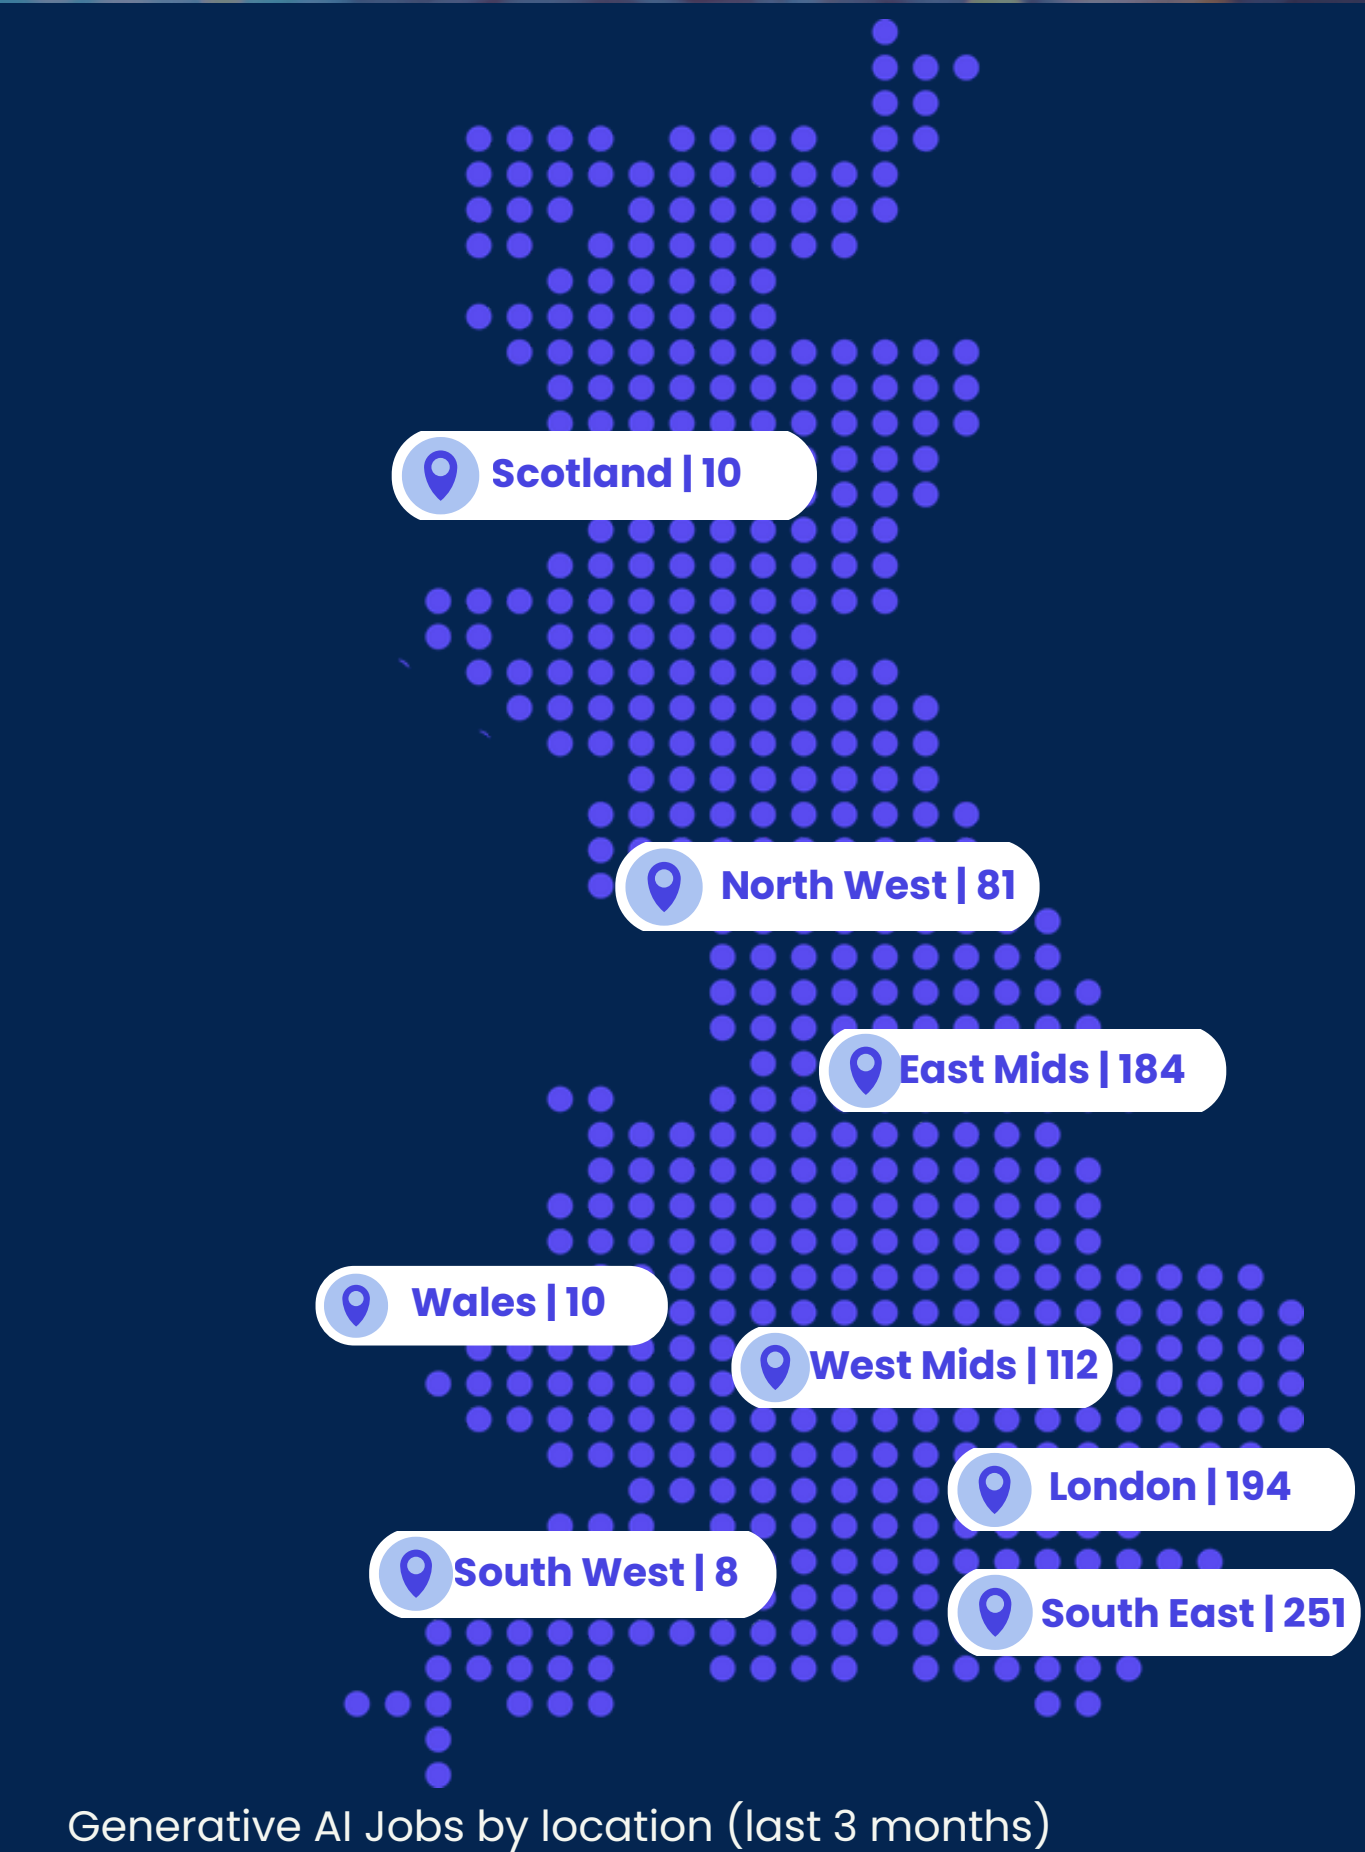 Scotland | 10
North West | 81
East Mids | 184
Wales | 10
West Mids | 112
London | 194
South West | 8
South East | 251
Generative AI Jobs by location (last 3 months)